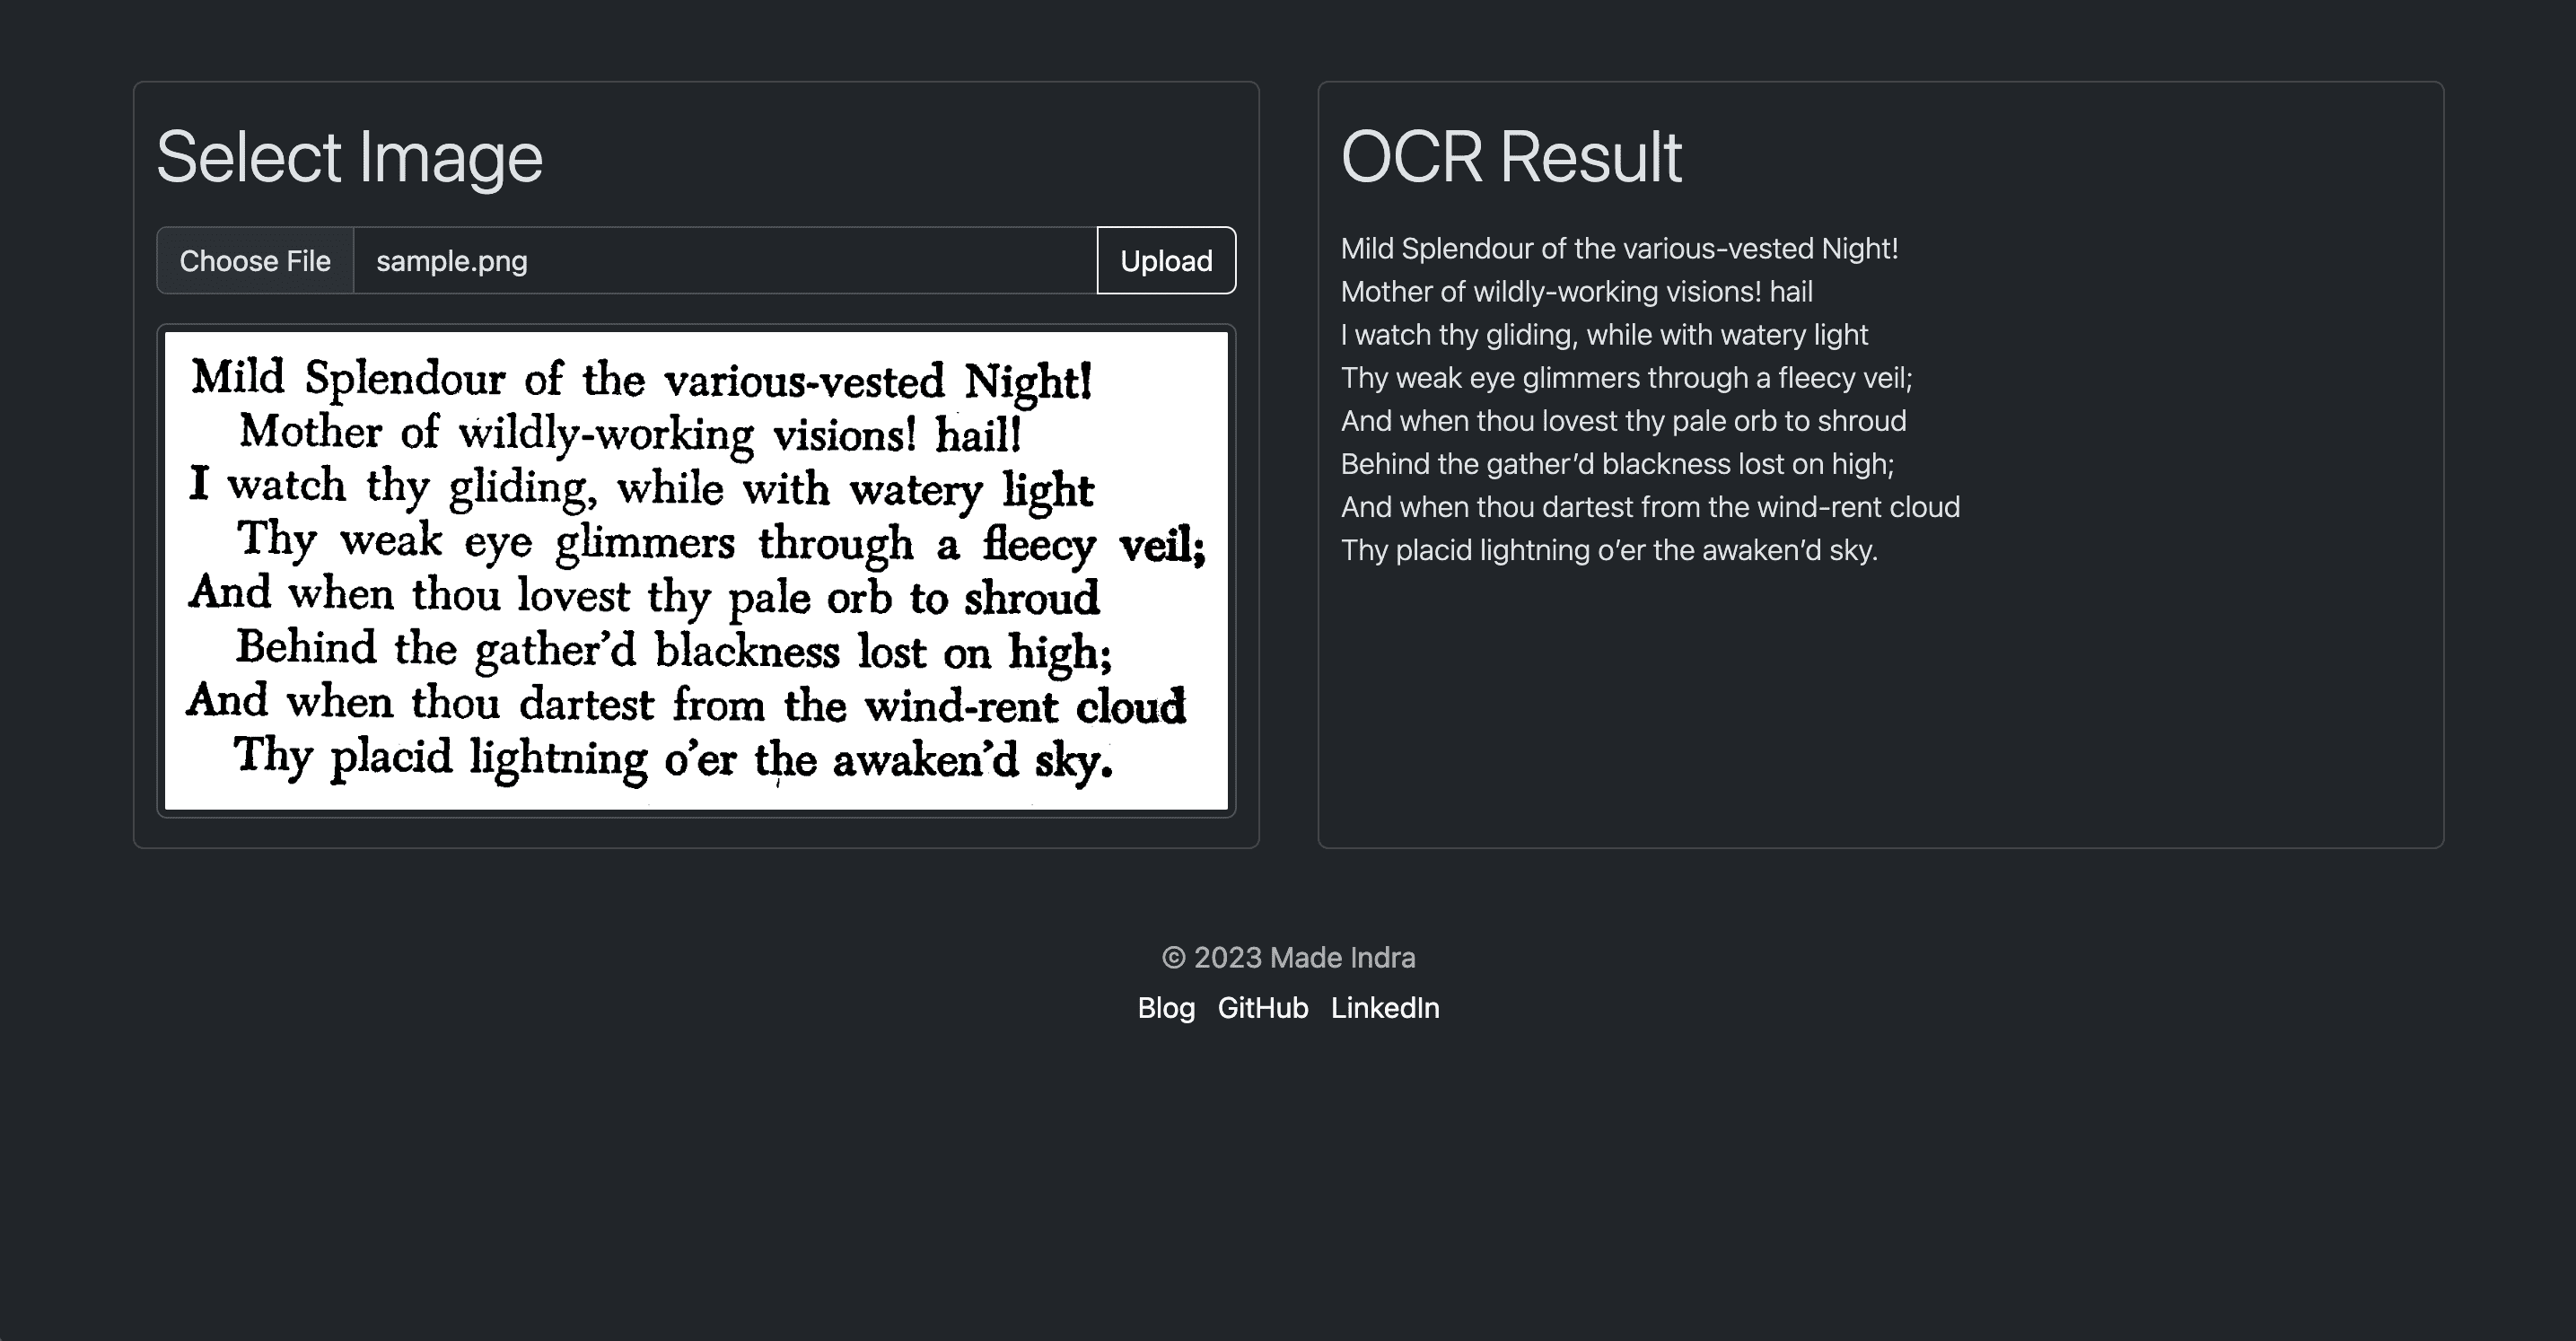 Select Image
Choose File sample.png Upload
Mild Splendour of the various-vested Night!
Mother of wildly-working visions! hail!
I watch thy gliding, while with watery light
Thy weak eye glimmers through a fleecy veil;
And when thou lovest thy pale orb to shroud
Behind the gather’d blackness lost on high;
And when thou dartest from the wind-rent cloud
Thy placid lightning o’er the awaken’d sky.
OCR Result
Mild Splendour of the various-vested Night!
Mother of wildly-working visions! hail
I watch thy gliding, while with watery light
Thy weak eye glimmers through a fleecy veil;
And when thou lovest thy pale orb to shroud
Behind the gather’d blackness lost on high;
And when thou dartest from the wind-rent cloud
Thy placid lightning o’er the awaken’d sky.
© 2023 Made Indra
Blog GitHub LinkedIn